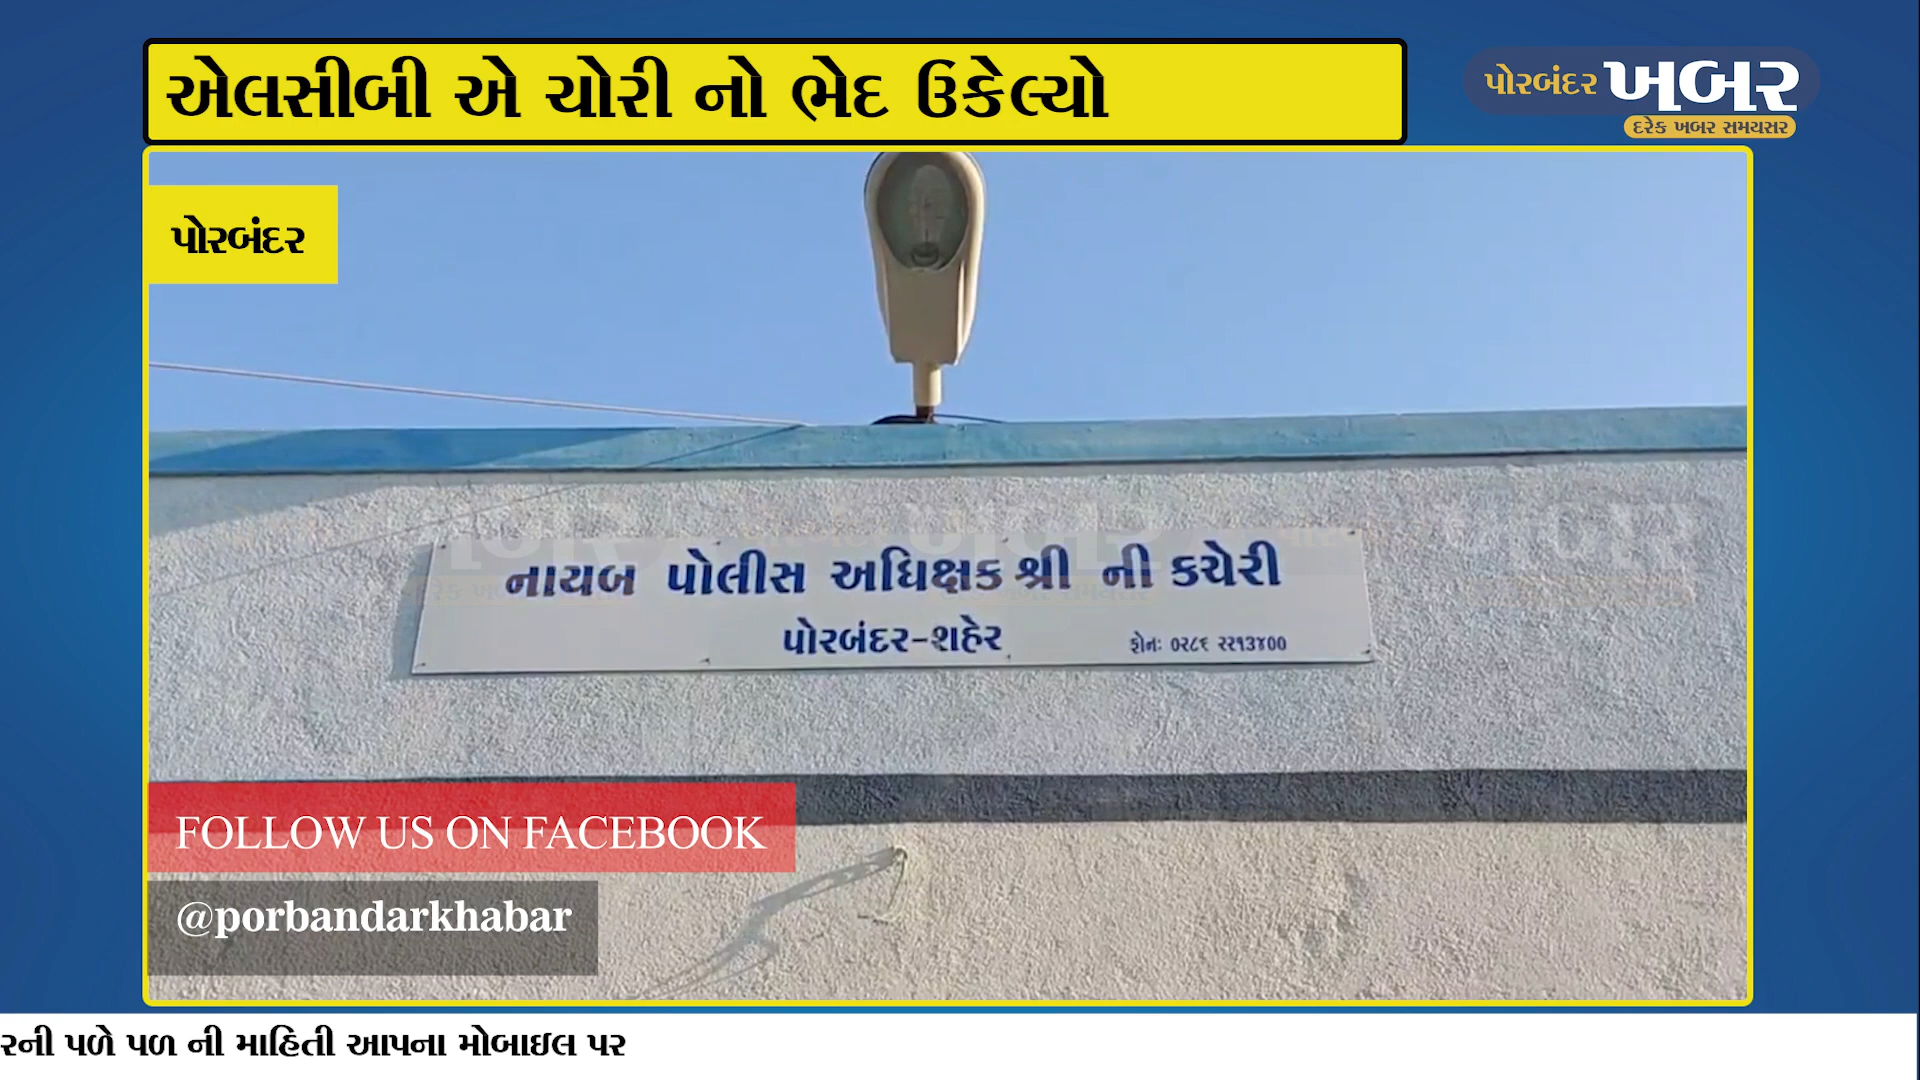 એલસીબી એ ચોરી નો ભેદ ઉકેલ્યો
પોરબંદર ખબર
દરેક ખબર સમયસર
પોરબંદર
નાયબ પોલીસ અધિક્ષક શ્રી ની કચેરી
પોરબંદર-શહેર
ફોનઃ ૦૨૮૬ ૨૨૧૩૪૦૦
FOLLOW US ON FACEBOOK
@porbandarkhabar
રની પળે પળ ની માહિતી આપના મોબાઇલ પર